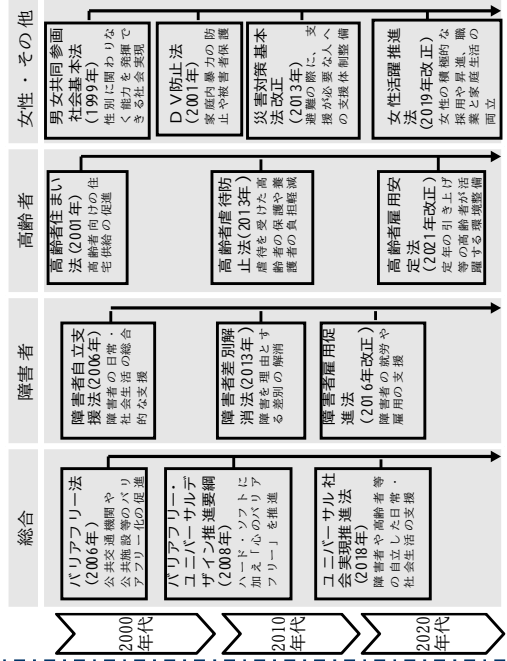 総合
障害者
高齢者
女性・その他
2000
年代
2010
年代
2020
年代
バリアフリー法
(2006年)
公共交通機関や
公共施設等のバリ
アフリー化の促進
バリアフリー・
ユニバーサルデ
ザイン推進要綱
(2008年)
ハード・ソフトに
加え「心のバリア
フリー」を推進
ユニバーサル社
会実現推進法
(2018年)
障害者や高齢者等
の自立した日常・
社会生活の支援
障害者自立支
援法(2006年)
障害者の日常・
社会生活の総合
的な支援
障害者差別解
消法(2013年)
障害を理由とす
る差別の解消
障害者雇用促
進法
(2016年改正)
障害者の就労や
雇用の支援
高齢者住まい
法(2001年)
高齢者向けの住
宅供給の促進
高齢者虐待防
止法(2013年)
虐待を受けた高
齢者の保護や養
護者の負担軽減
高齢者雇用安
定法
(2021年改正)
定年の引き上げ
等の高齢者が活
躍する環境整備
男女共同参画
社会基本法
(1999年)
性別に関わりな
く能力を発揮で
きる社会実現
ＤＶ防止法
(2001年)
家庭内暴力の防
止や被害者保護
災害対策基本
法改正
(2013年)
避難の際に、支
援が必要な人へ
の支援体制整備
女性活躍推進
法
(2019年改正)
女性の積極的な
採用や昇進、職
業と家庭生活の
両立